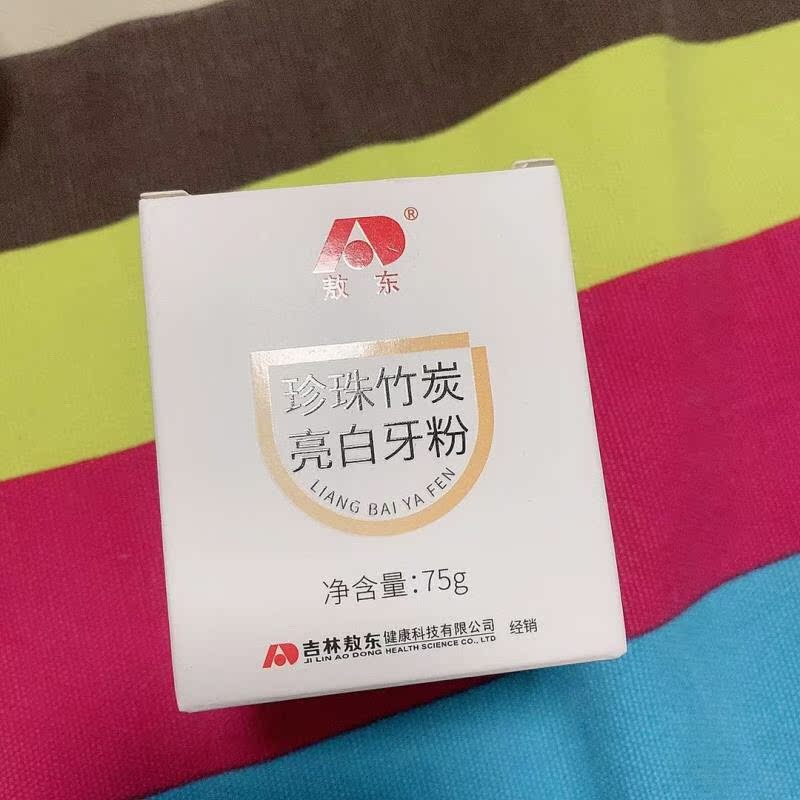 ®
敖东
珍珠竹炭
亮白牙粉
LIANG BAI YA FEN
净含量:75g
吉林敖东健康科技有限公司 经销
JI LIN AO DONG HEALTH SCIENCE CO., LTD